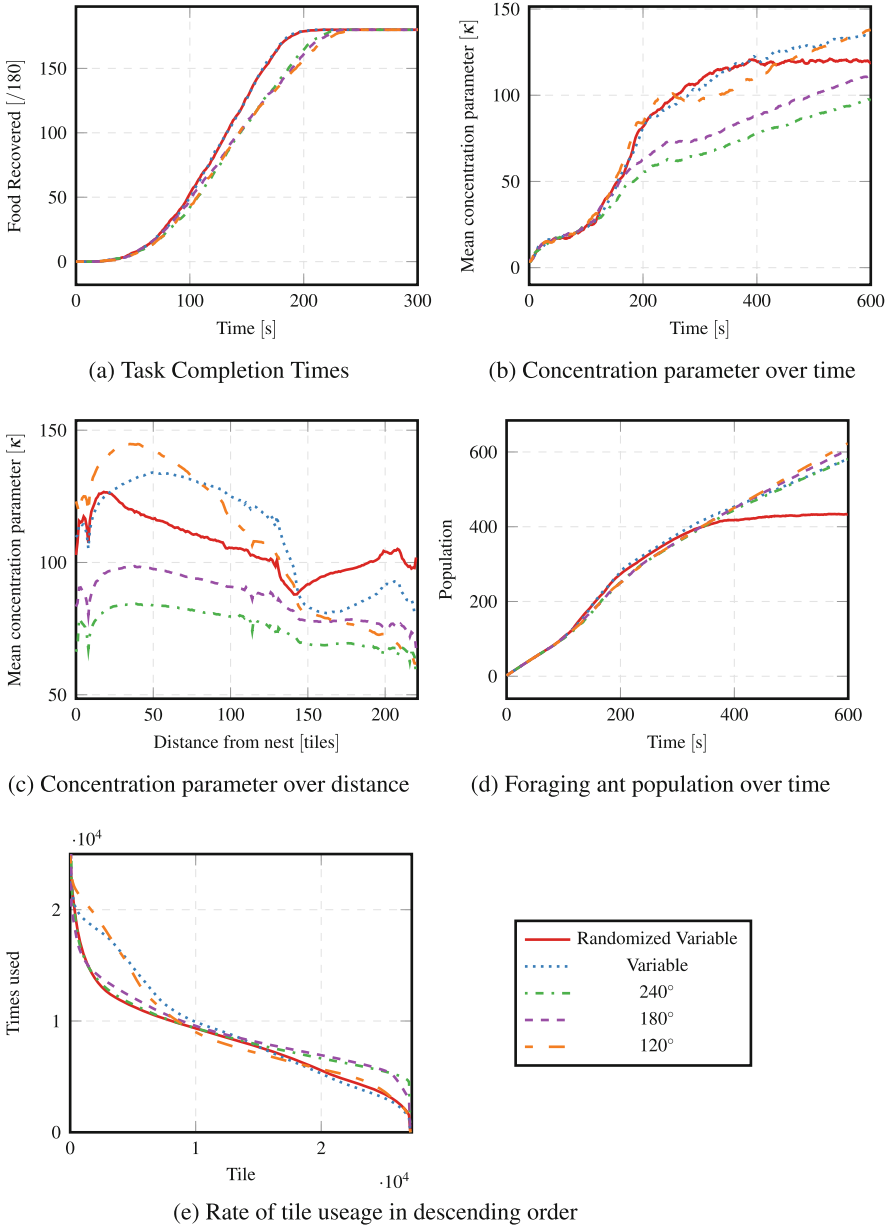 Food Recovered [/180]
150
100
50
0
0
100
200
300
Time [s]
(a) Task Completion Times
Mean concentration parameter [κ]
150
100
50
0
0
200
400
600
Time [s]
(b) Concentration parameter over time
Mean concentration parameter [κ]
150
100
50
0
50
100
150
200
Distance from nest [tiles]
(c) Concentration parameter over distance
Population
600
400
200
0
0
200
400
600
Time [s]
(d) Foraging ant population over time
·10⁴
Times used
2
1
0
0
1
2
Tile
·10⁴
(e) Rate of tile useage in descending order
Randomized Variable
Variable
240°
180°
120°